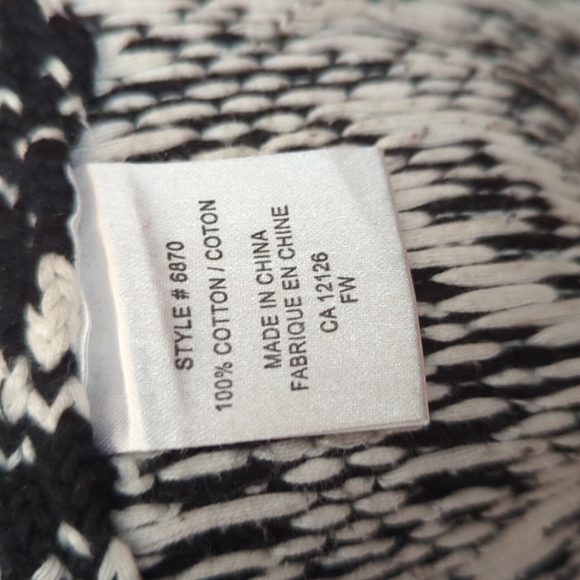 STYLE # 6870
100% COTTON / COTON
MADE IN CHINA
FABRIQUE EN CHINE
CA 12126
FW